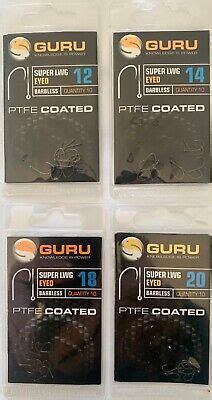 GURU
KNOWLEDGE IS POWER
SUPER LWG
EYED
12
BARBLESS
QUANTITY: 10
PTFE COATED
GURU
KNOWLEDGE IS POWER
SUPER LWG
EYED
14
BARBLESS
QUANTITY: 10
PTFE COATED
GURU
KNOWLEDGE IS POWER
SUPER LWG
EYED
18
BARBLESS
QUANTITY: 10
PTFE COATED
GURU
KNOWLEDGE IS POWER
SUPER LWG
EYED
20
BARBLESS
QUANTITY: 10
PTFE COATED